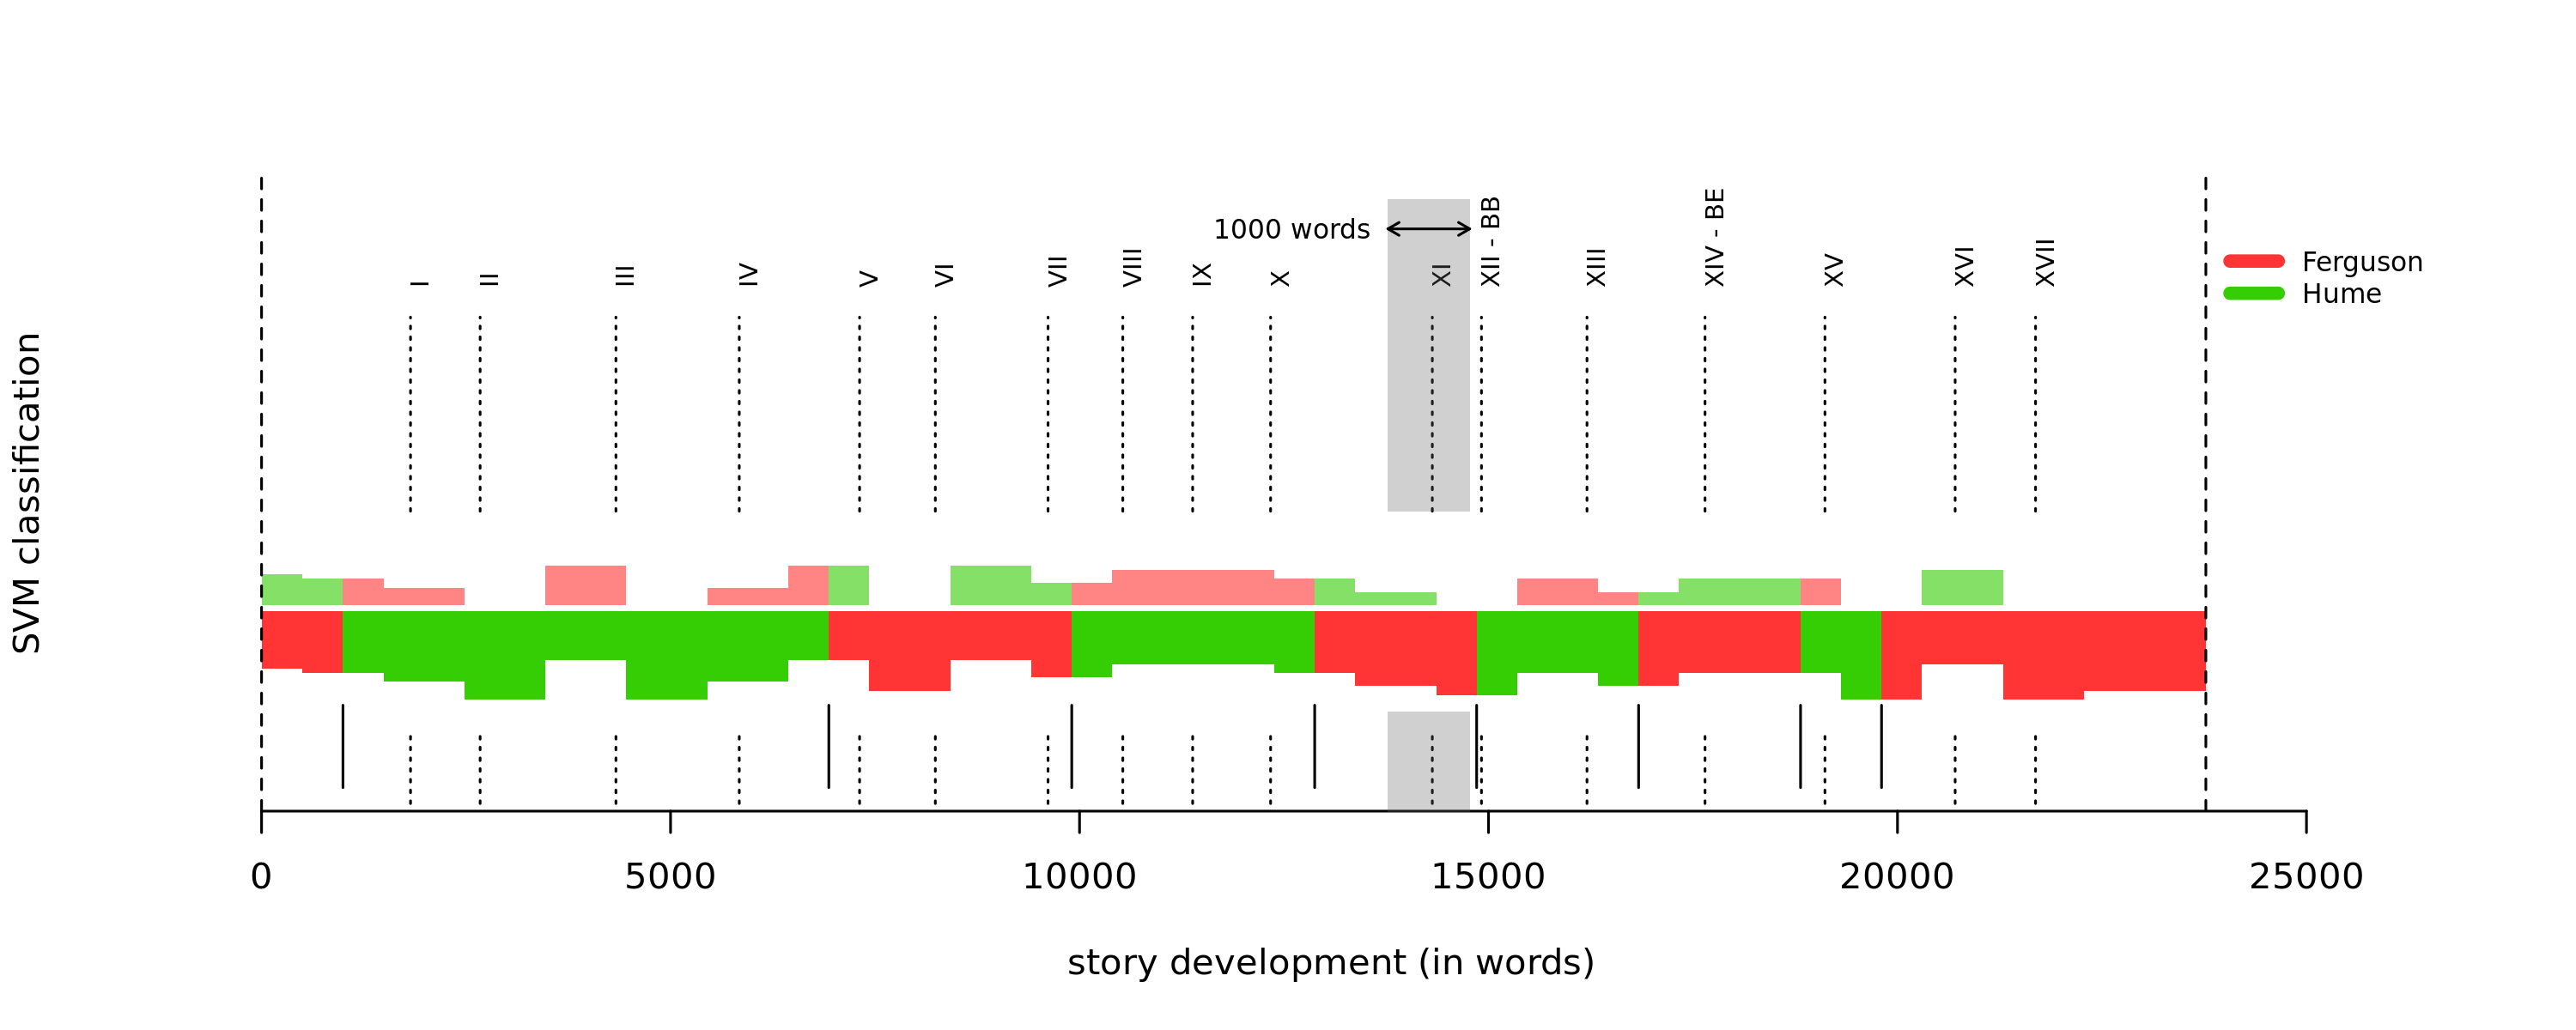 SVM classification
I
II
III
IV
V
VI
VII
VIII
IX
X
1000 words
XI
XII - BB
XIII
XIV - BE
XV
XVI
XVII
Ferguson
Hume
0
5000
10000
15000
20000
25000
story development (in words)